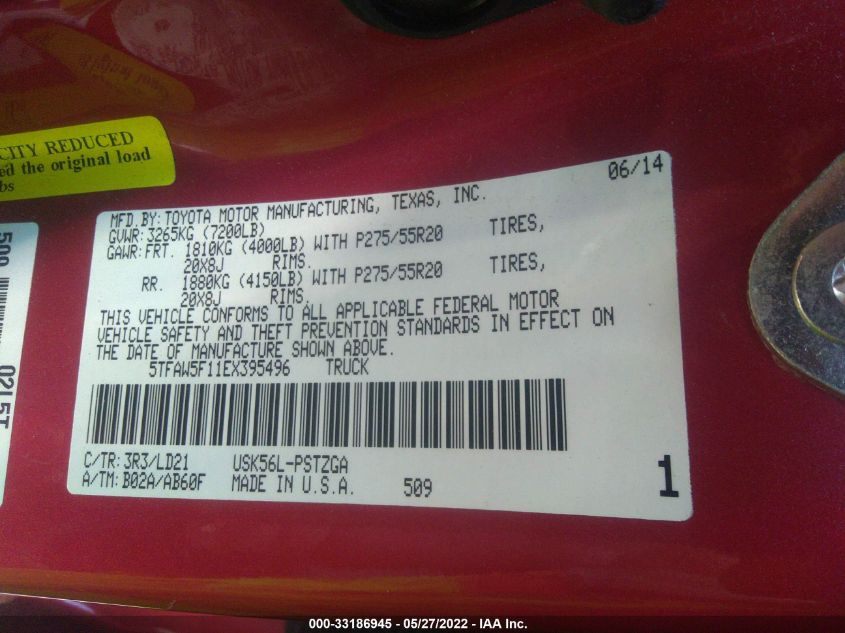 CITY REDUCED
ed the original load
bs
06/14
MFD. BY: TOYOTA MOTOR MANUFACTURING, TEXAS, INC.
GVWR: 3265KG (7200LB)
GAWR: FRT. 1810KG (4000LB) WITH P275/55R20 TIRES,
20X8J RIMS.
RR. 1880KG (4150LB) WITH P275/55R20 TIRES,
20X8J RIMS.
THIS VEHICLE CONFORMS TO ALL APPLICABLE FEDERAL MOTOR
VEHICLE SAFETY AND THEFT PREVENTION STANDARDS IN EFFECT ON
THE DATE OF MANUFACTURE SHOWN ABOVE.
5TFAW5F11EX395496 TRUCK
C/TR: 3R3/LD21 USK56L-PSTZGA
A/TM: B02A/AB60F MADE IN U.S.A. 509
1
509
02L5T
000-33186945 - 05/27/2022 - IAA Inc.